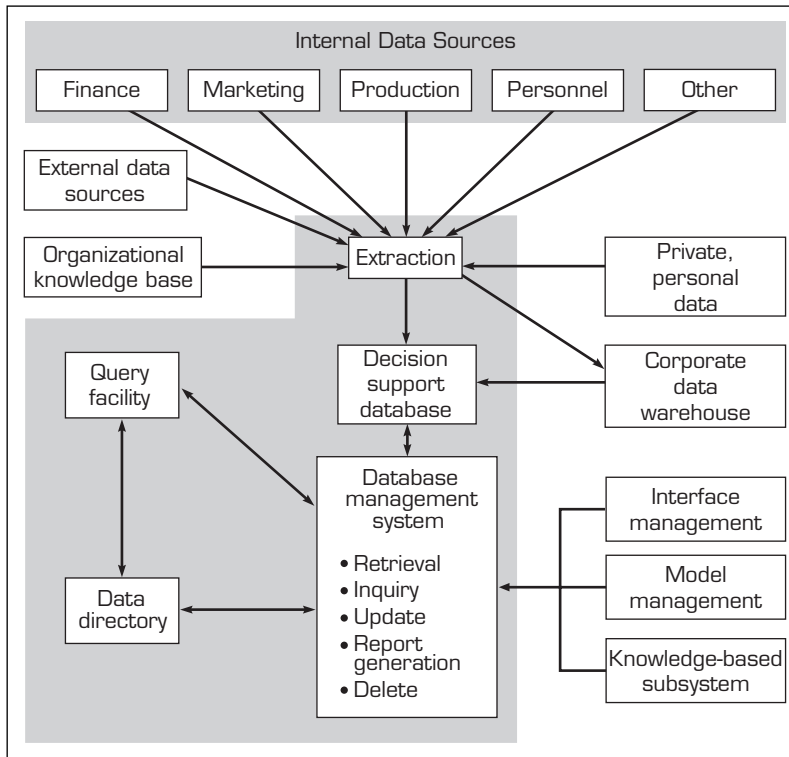 Internal Data Sources
Finance
Marketing
Production
Personnel
Other
External data
sources
Organizational
knowledge base
Extraction
Private,
personal
data
Query
facility
Decision
support
database
Corporate
data
warehouse
Database
management
system
• Retrieval
• Inquiry
• Update
• Report
generation
• Delete
Interface
management
Data
directory
Model
management
Knowledge-based
subsystem